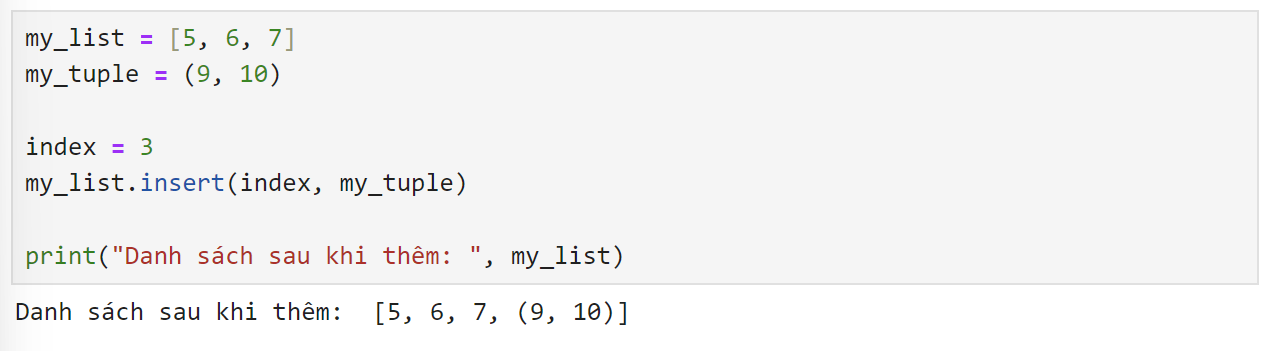 my_list = [5, 6, 7]
my_tuple = (9, 10)
index = 3
my_list.insert(index, my_tuple)
print("Danh sách sau khi thêm: ", my_list)
Danh sách sau khi thêm:  [5, 6, 7, (9, 10)]